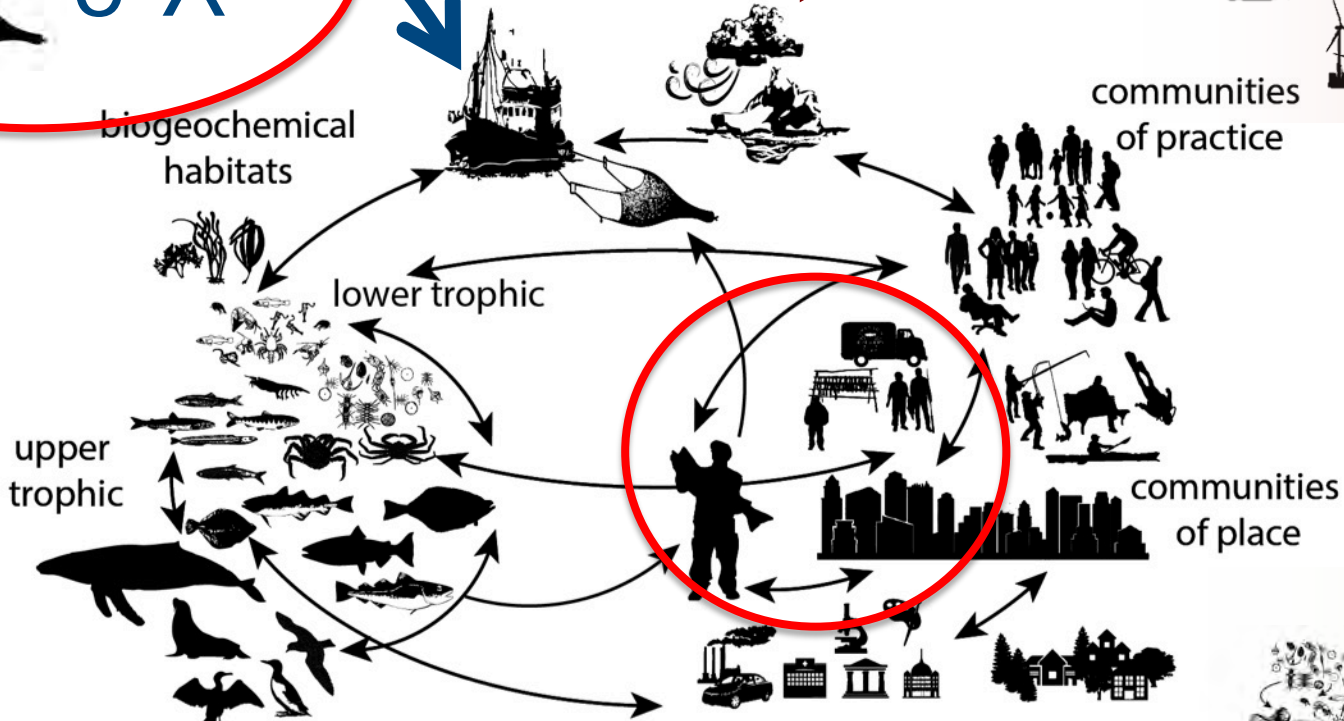 biogeochemical
habitats
communities
of practice
lower trophic
upper
trophic
communities
of place